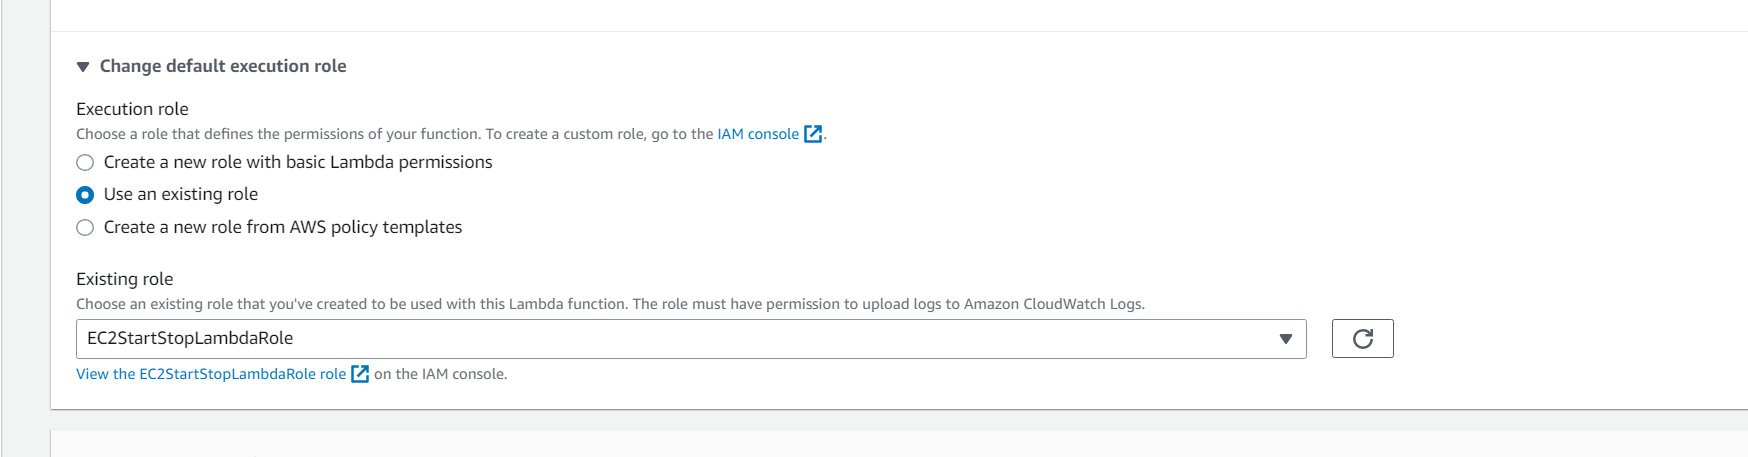 Change default execution role
Execution role
Choose a role that defines the permissions of your function. To create a custom role, go to the IAM console.
Create a new role with basic Lambda permissions
Use an existing role
Create a new role from AWS policy templates
Existing role
Choose an existing role that you've created to be used with this Lambda function. The role must have permission to upload logs to Amazon CloudWatch Logs.
EC2StartStopLambdaRole
View the EC2StartStopLambdaRole role on the IAM console.